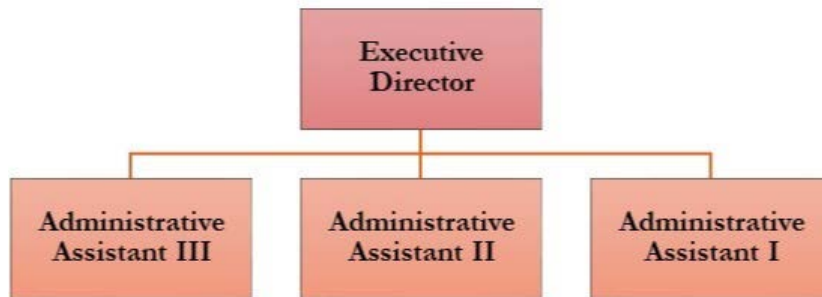 Executive
Director
Administrative
Assistant III
Administrative
Assistant II
Administrative
Assistant I